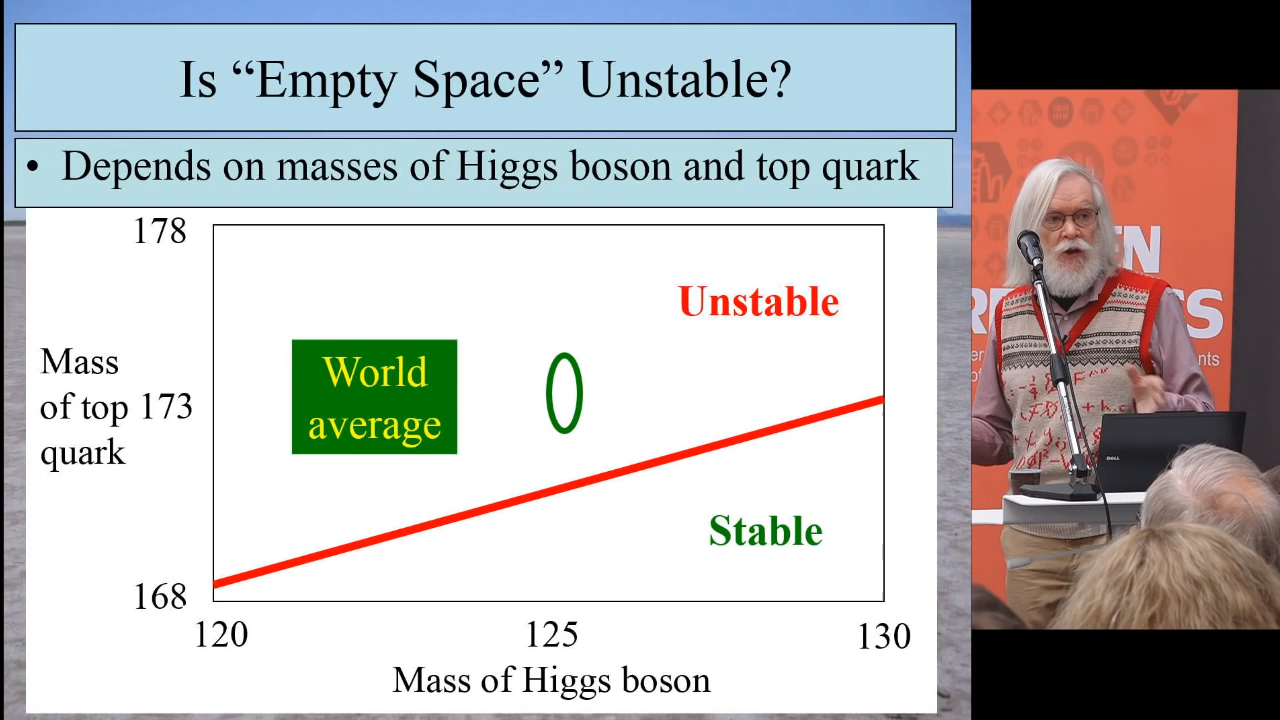 Is “Empty Space” Unstable?
• Depends on masses of Higgs boson and top quark
178
Unstable
Mass
of top 173
quark
World
average
Stable
168
120
125
130
Mass of Higgs boson
DELL